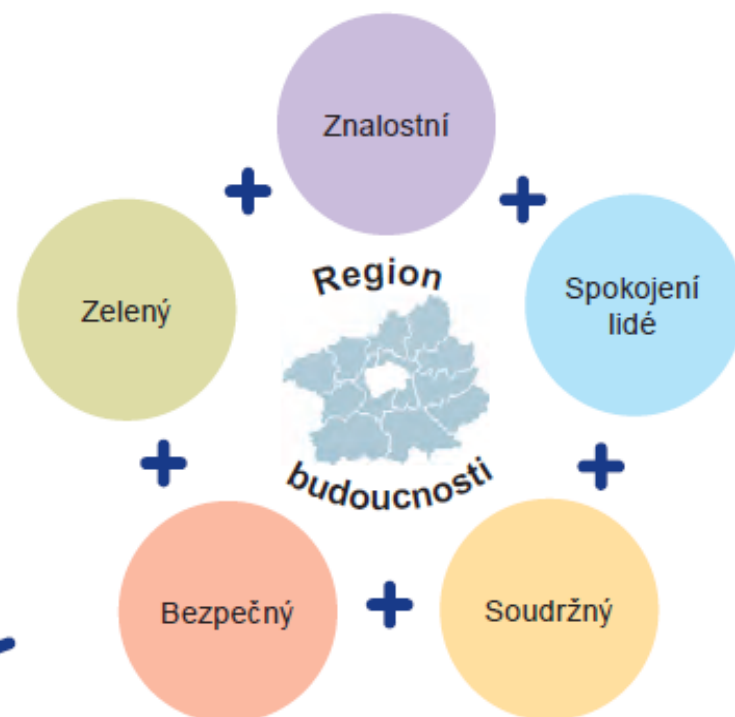 Znalostní
Spokojení
lidé
Soudržný
Bezpečný
Zelený
Region
budoucnosti